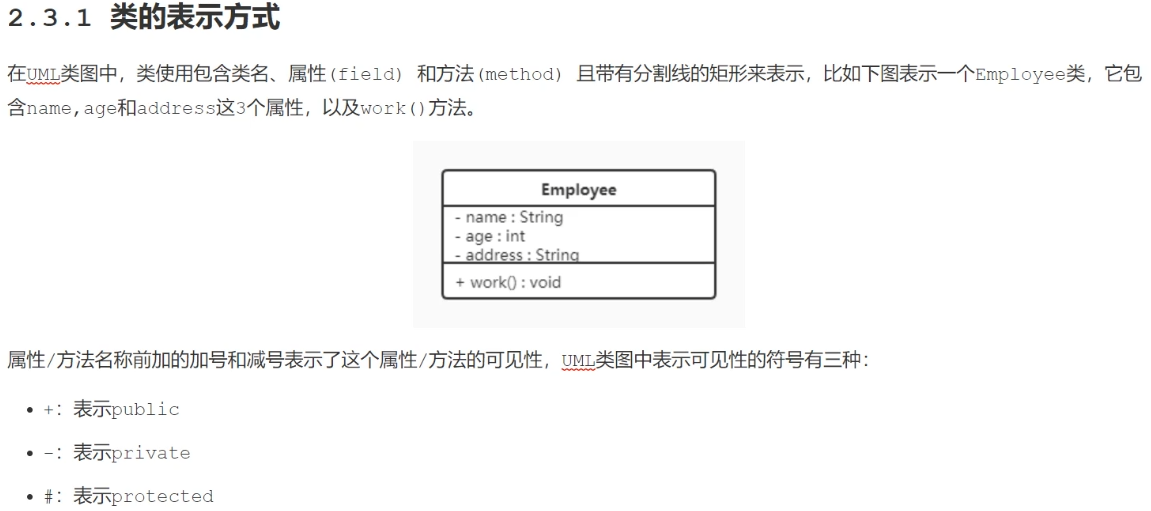 2.3.1 类的表示方式
在UML类图中，类使用包含类名、属性(field) 和方法(method) 且带有分割线的矩形来表示，比如下图表示一个Employee类，它包
含name,age和address这3个属性，以及work()方法。
Employee
- name : String
- age : int
- address : String
+ work() : void
属性/方法名称前加的加号和减号表示了这个属性/方法的可见性，UML类图中表示可见性的符号有三种：
• +：表示public
• -：表示private
• #：表示protected